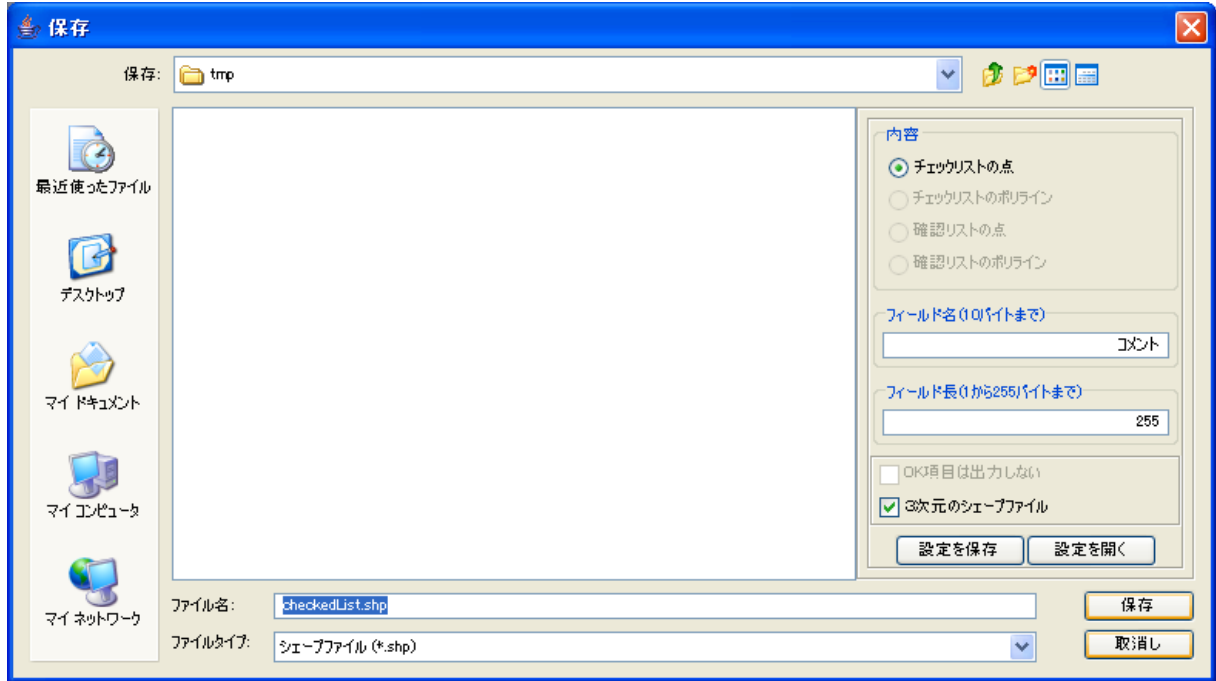 保存
保存: tmp
最近使ったファイル
デスクトップ
マイ ドキュメント
マイ コンピュータ
マイ ネットワーク
内容
チェックリストの点
チェックリストのポリライン
確認リストの点
確認リストのポリライン
フィールド名(10バイトまで)
コメント
フィールド長(1から255バイトまで)
255
OK項目は出力しない
3次元のシェープファイル
設定を保存 設定を開く
ファイル名: checkedList.shp 保存
ファイルタイプ: シェープファイル (*.shp) 取消し